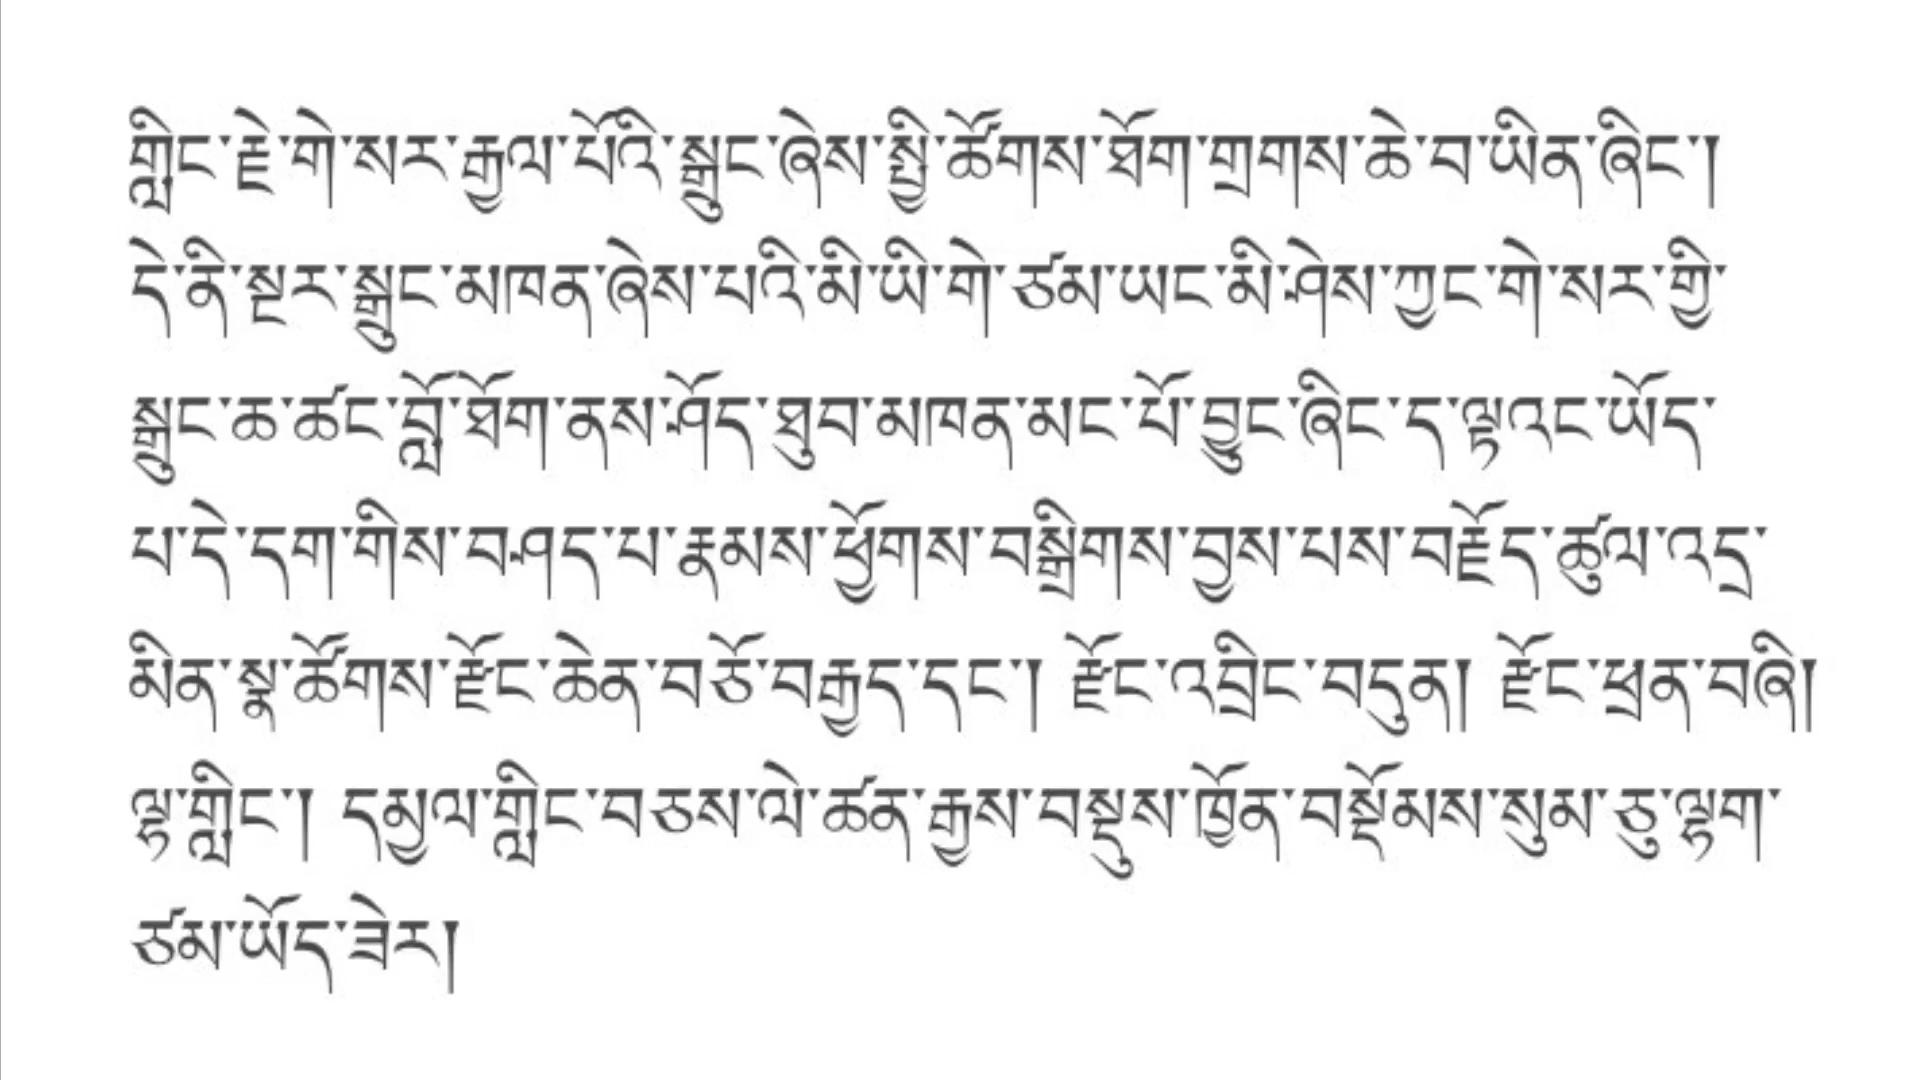 གླིང་རྗེ་གེ་སར་རྒྱལ་པོའི་སྒྲུང་ཞེས་སྤྱི་ཚོགས་ཐོག་གྲགས་ཆེ་བ་ཡིན་ཞིང་།
དེ་ནི་སྔར་སྒྲུང་མཁན་ཞེས་པའི་མི་ཡི་གེ་ཙམ་ཡང་མི་ཤེས་ཀྱང་གེ་སར་གྱི་
སྒྲུང་ཆ་ཚང་བློ་ཐོག་ནས་ཤོད་ཐུབ་མཁན་མང་པོ་བྱུང་ཞིང་ད་ལྟའང་ཡོད་
པ་དེ་དག་གིས་བཤད་པ་རྣམས་ཕྱོགས་བསྒྲིགས་བྱས་པས་བརྗོད་ཚུལ་འདྲ་
མིན་སྣ་ཚོགས་རྫོང་ཆེན་བཅོ་བརྒྱད་དང་། རྫོང་འབྲིང་བདུན། རྫོང་ཕྲན་བཞི།
ལྷ་གླིང་། དམྱལ་གླིང་བཅས་ལེ་ཚན་རྒྱས་བསྡུས་ཁྱོན་བསྡོམས་སུམ་ཅུ་ལྷག་
ཙམ་ཡོད་ཟེར།